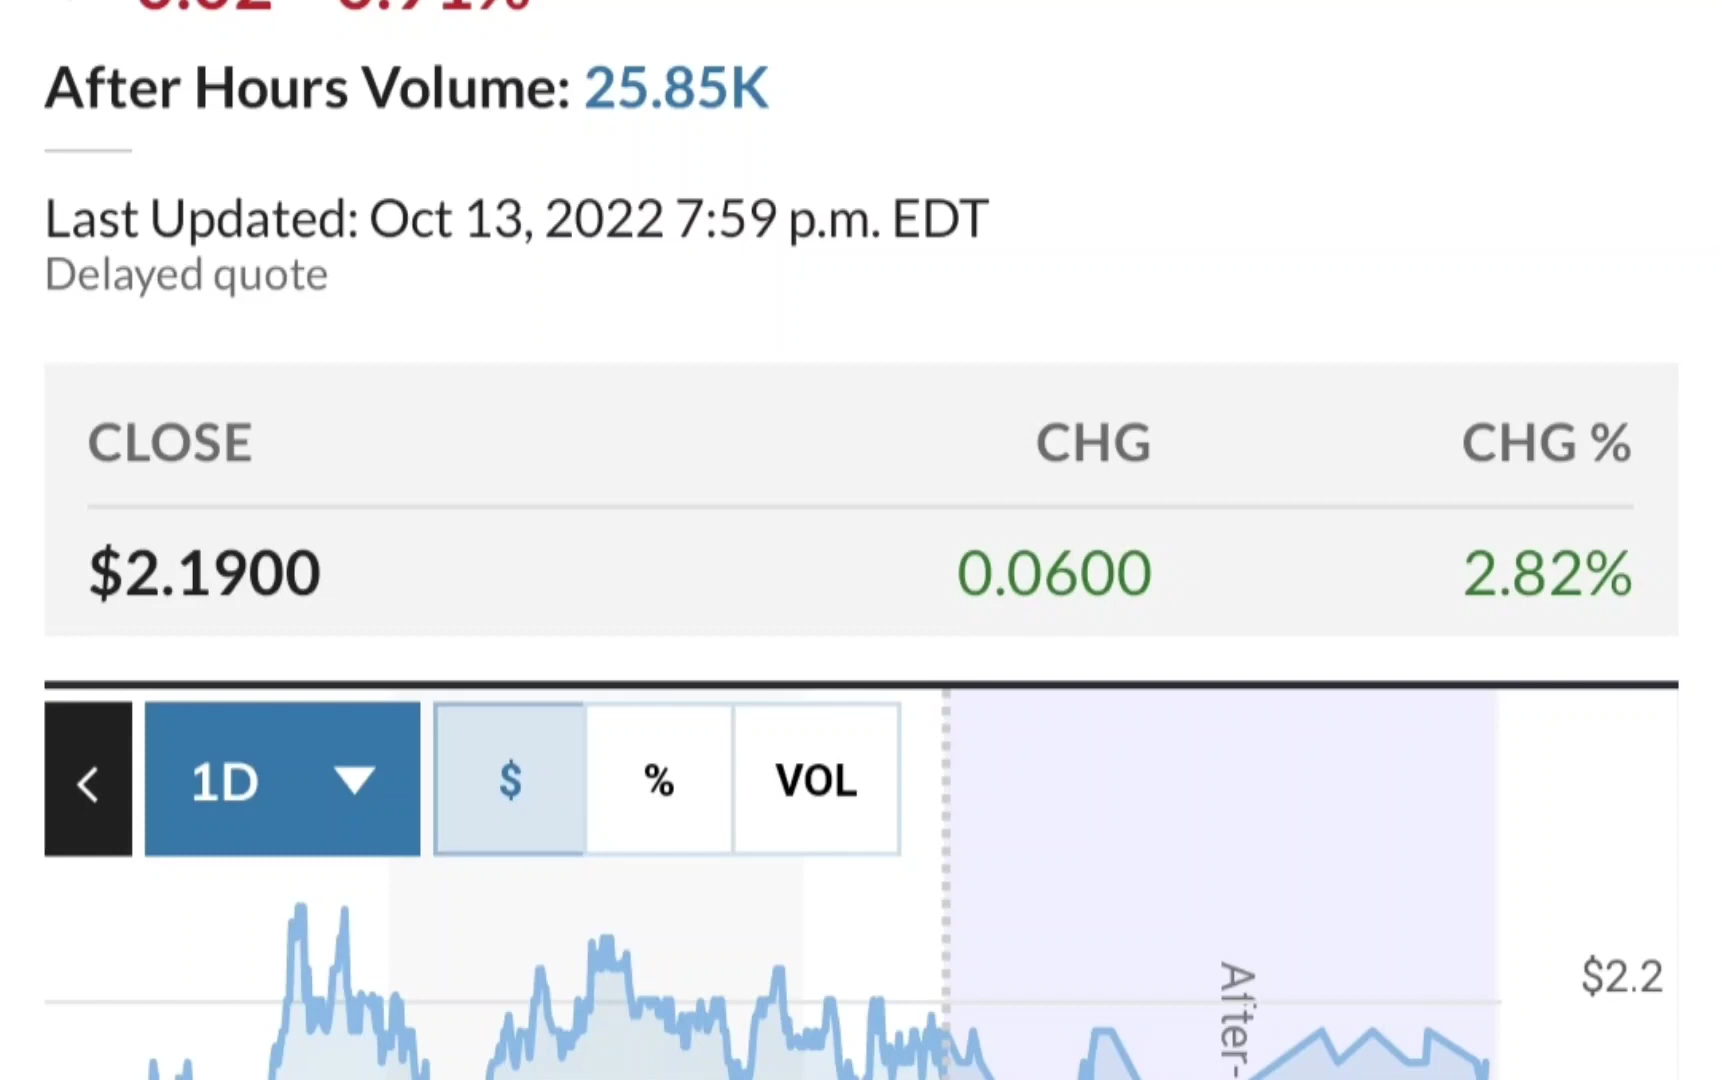 After Hours Volume: 25.85K
Last Updated: Oct 13, 2022 7:59 p.m. EDT
Delayed quote
CLOSE CHG CHG %
$2.1900 0.0600 2.82%
1D $ % VOL
$2.2
After-